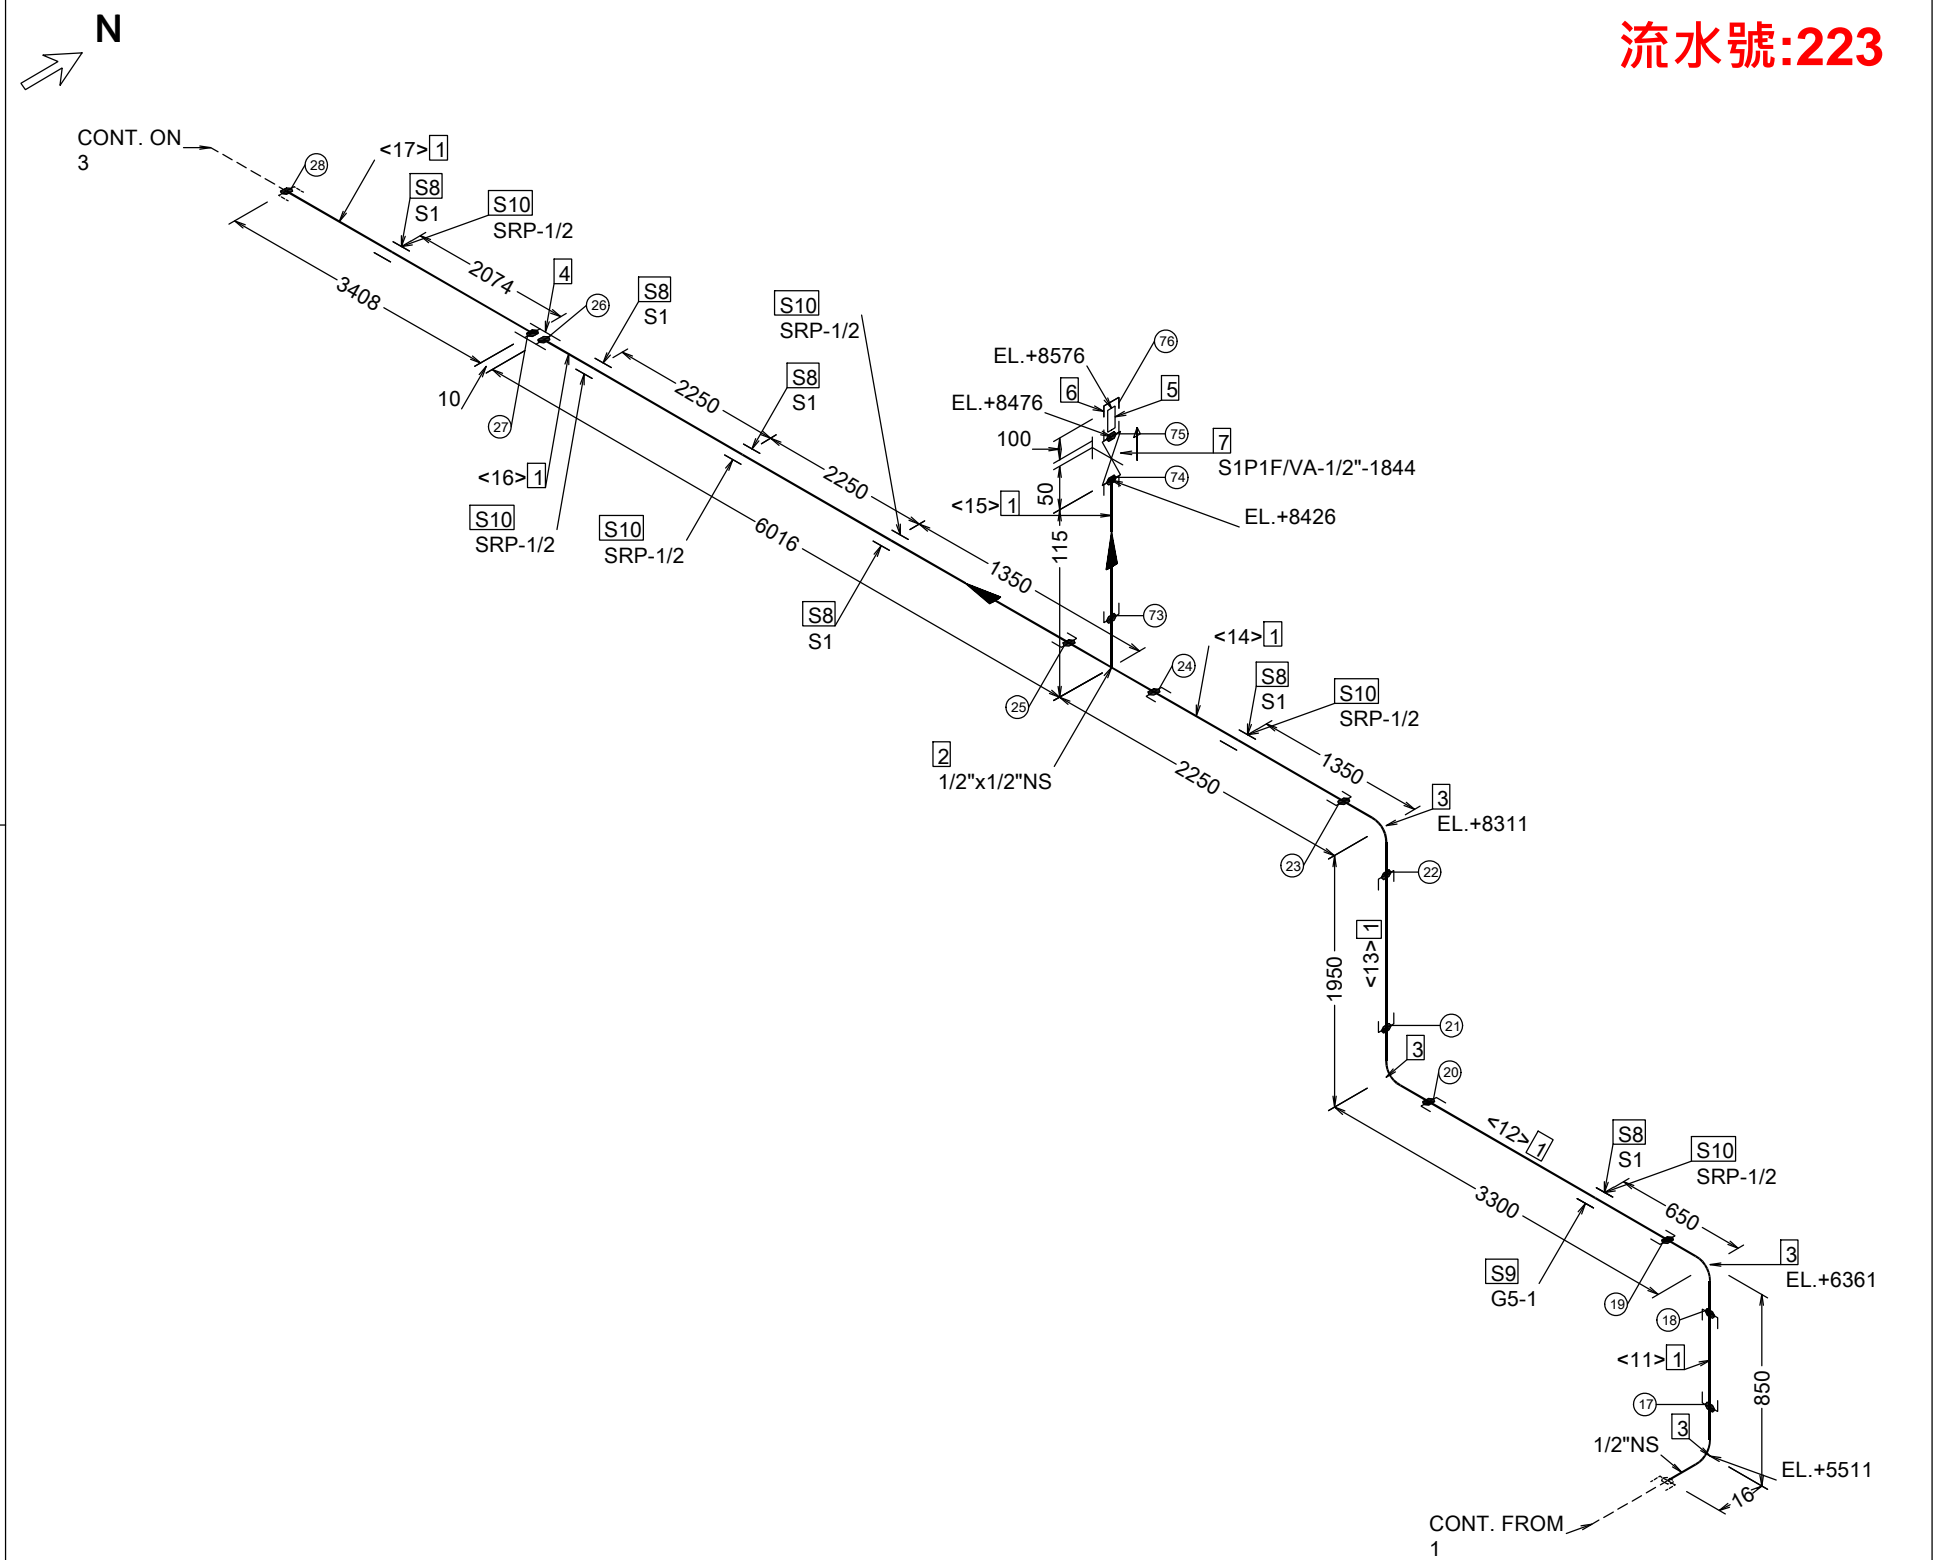 N
流水號:223
CONT. ON
3
28
<17> 1
S8
S1
S10
SRP-1/2
2074
3408
4
26
S8
S1
S10
SRP-1/2
2250
S8
S1
10
27
<16> 1
S10
SRP-1/2
S10
SRP-1/2
6016
2250
S8
S1
1350
25
EL.+8576
76
6
5
EL.+8476
100
75
7
S1P1F/VA-1/2"-1844
74
50
<15> 1
EL.+8426
115
73
<14> 1
24
S8
S1
S10
SRP-1/2
2
1/2"x1/2"NS
2250
1350
3
EL.+8311
23
22
<13> 1
1950
21
3
20
<12> 1
S8
S1
S10
SRP-1/2
3300
650
S9
G5-1
3
EL.+6361
19
18
<11> 1
850
17
3
1/2"NS
EL.+5511
16
CONT. FROM
1